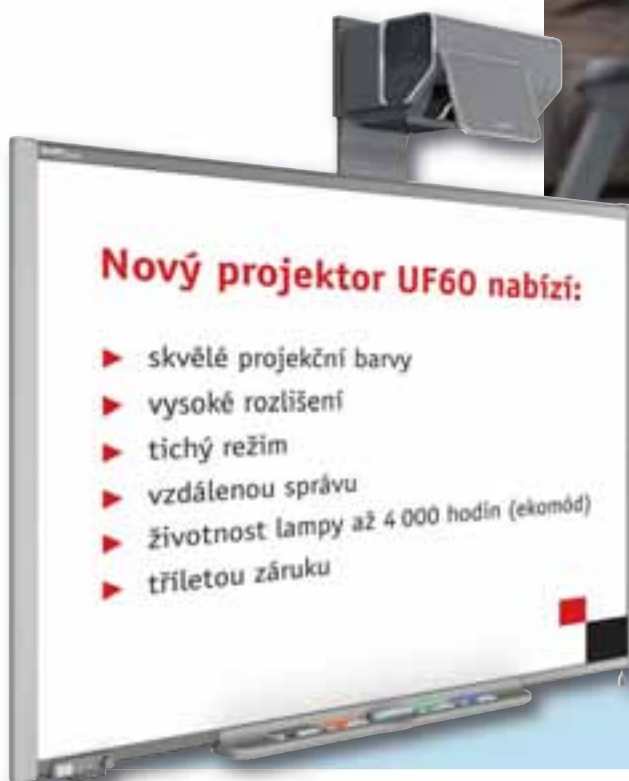 Nový projektor UF60 nabízí:
▶ skvělé projekční barvy
▶ vysoké rozlišení
▶ tichý režim
▶ vzdálenou správu
▶ životnost lampy až 4 000 hodin (ekomód)
▶ tříletou záruku